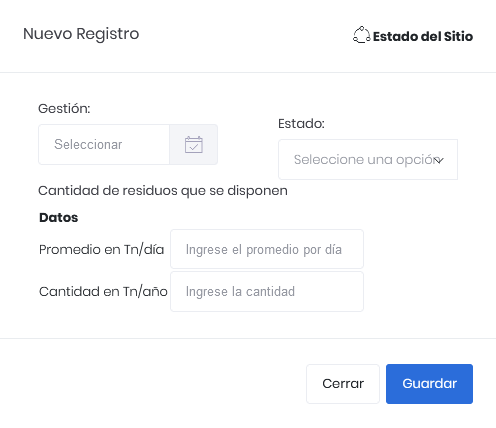 Nuevo Registro
Estado del Sitio
Gestión:
Estado:
Seleccionar
Seleccione una opción
Cantidad de residuos que se disponen
Datos
Promedio en Tn/día Ingrese el promedio por día
Cantidad en Tn/año Ingrese la cantidad
Cerrar Guardar